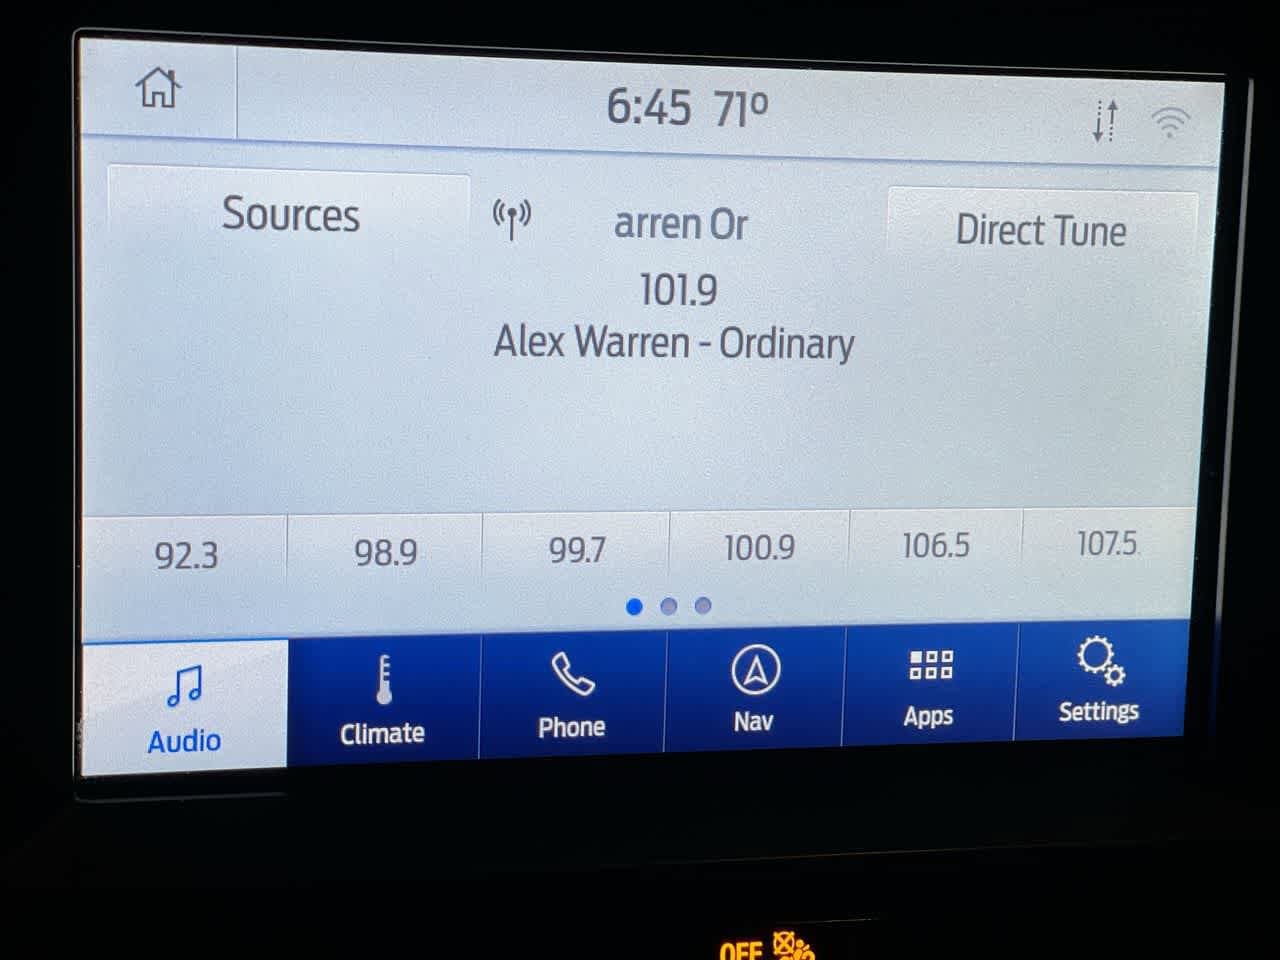 6:45 71°
Sources
arren Or
Direct Tune
101.9
Alex Warren - Ordinary
92.3 98.9 99.7 100.9 106.5 107.5
Audio Climate Phone Nav Apps Settings
OFF